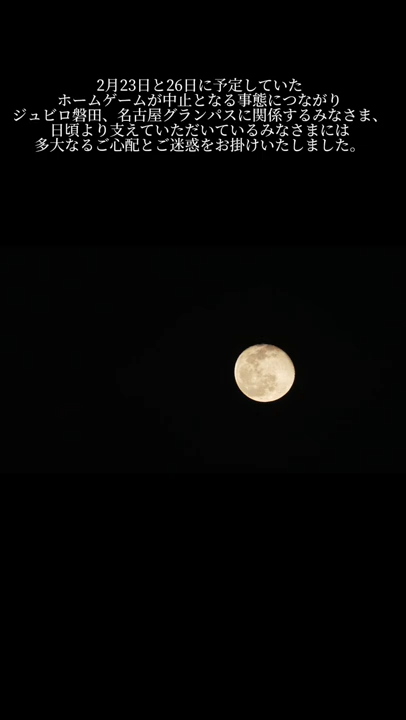 2月23日と26日に予定していた
ホームゲームが中止となる事態につながり
ジュビロ磐田、名古屋グランパスに関係するみなさま、
日頃より支えていただいているみなさまには
多大なるご心配とご迷惑をお掛けいたしました。